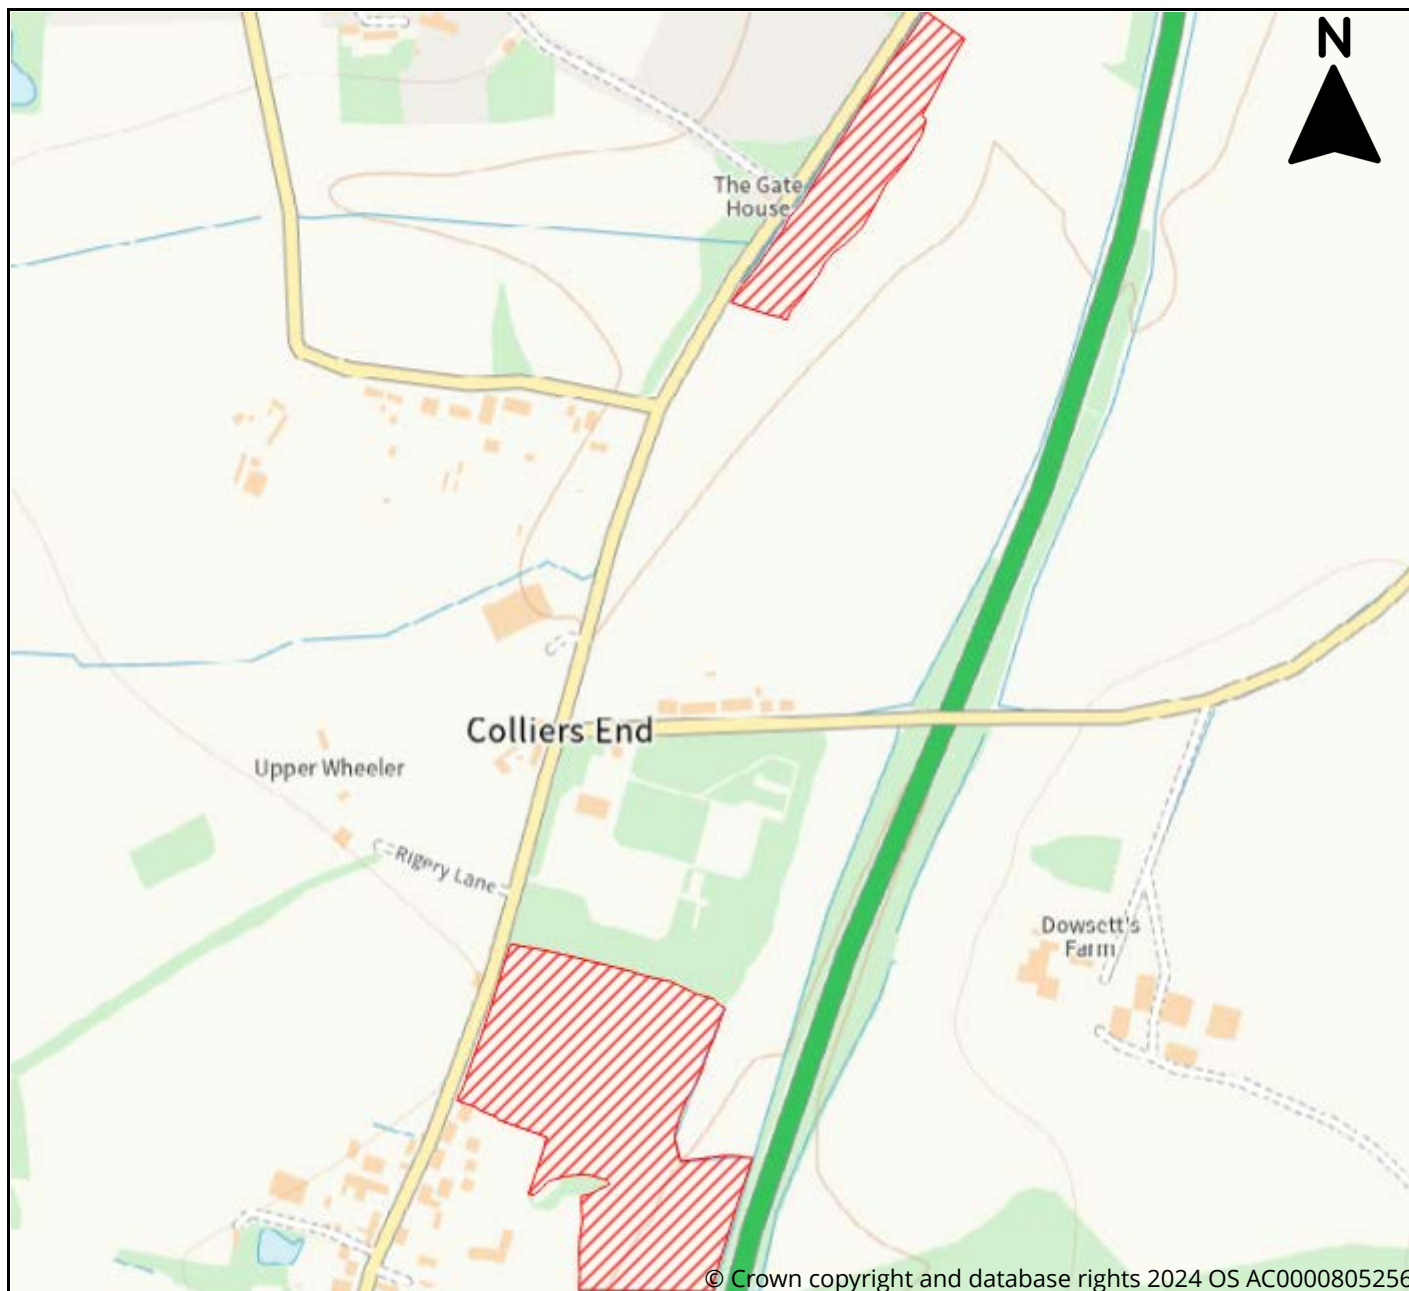 N
The Gate
House
Colliers End
Upper Wheeler
Rigery Lane
Dowsett's
Farm
© Crown copyright and database rights 2024 OS AC0000805256